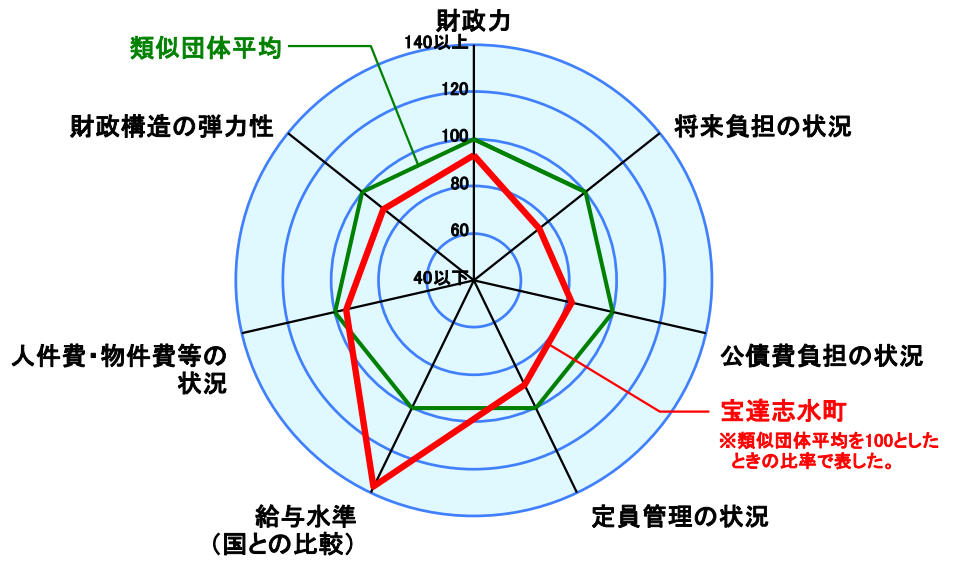 財政力
類似団体平均
140以上
120
100
80
60
40以下
財政構造の弾力性
将来負担の状況
人件費・物件費等の
状況
公債費負担の状況
宝達志水町
※類似団体平均を100とした
ときの比率で表した。
給与水準
（国との比較）
定員管理の状況